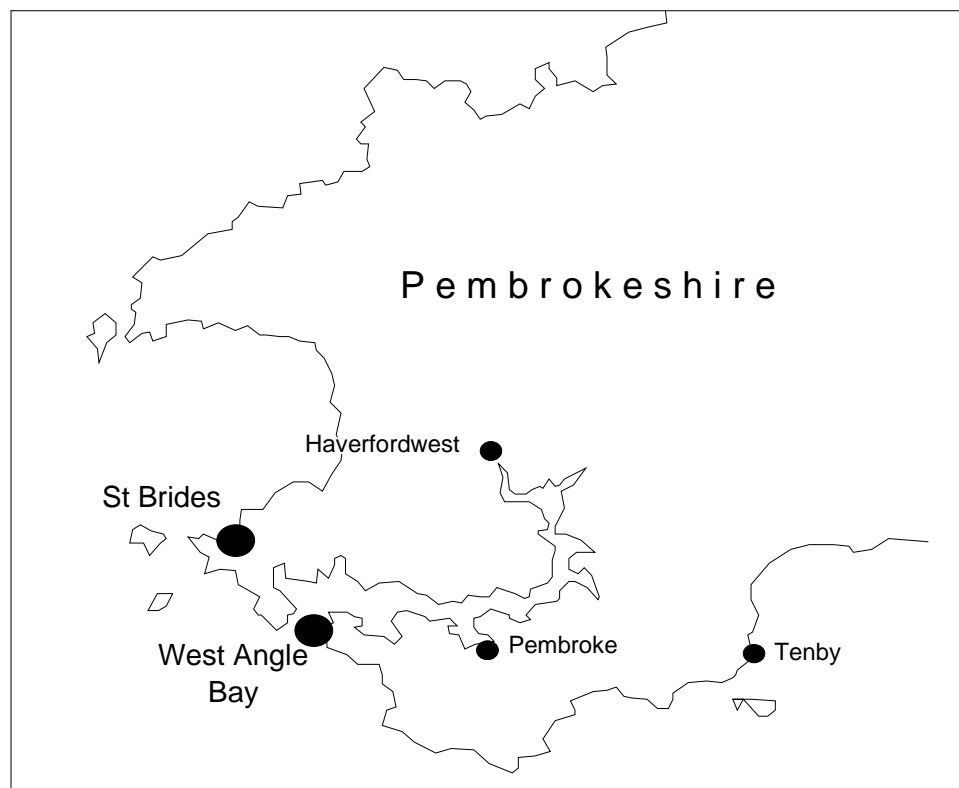 Pembrokeshire
Haverfordwest
St Brides
West Angle
Bay
Pembroke
Tenby